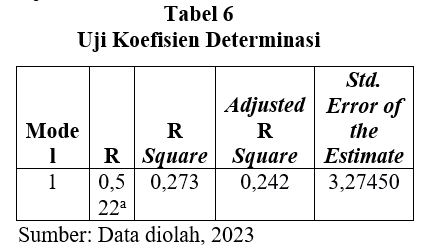 Tabel 6
Uji Koefisien Determinasi
Mode
l
R
R
Square
Adjusted
R
Square
Std.
Error of
the
Estimate
1
0,5
22ª
0,273
0,242
3,27450
Sumber: Data diolah, 2023